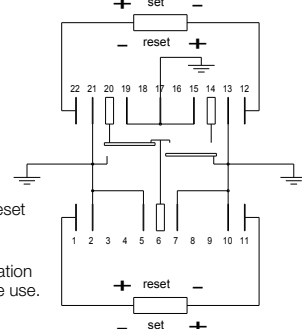 + set −
− reset +
22 21 20 19 18 17 16 15 14 13 12
eset
1 2 3 4 5 6 7 8 9 10 11
ation
e use.
+ reset −
− set +